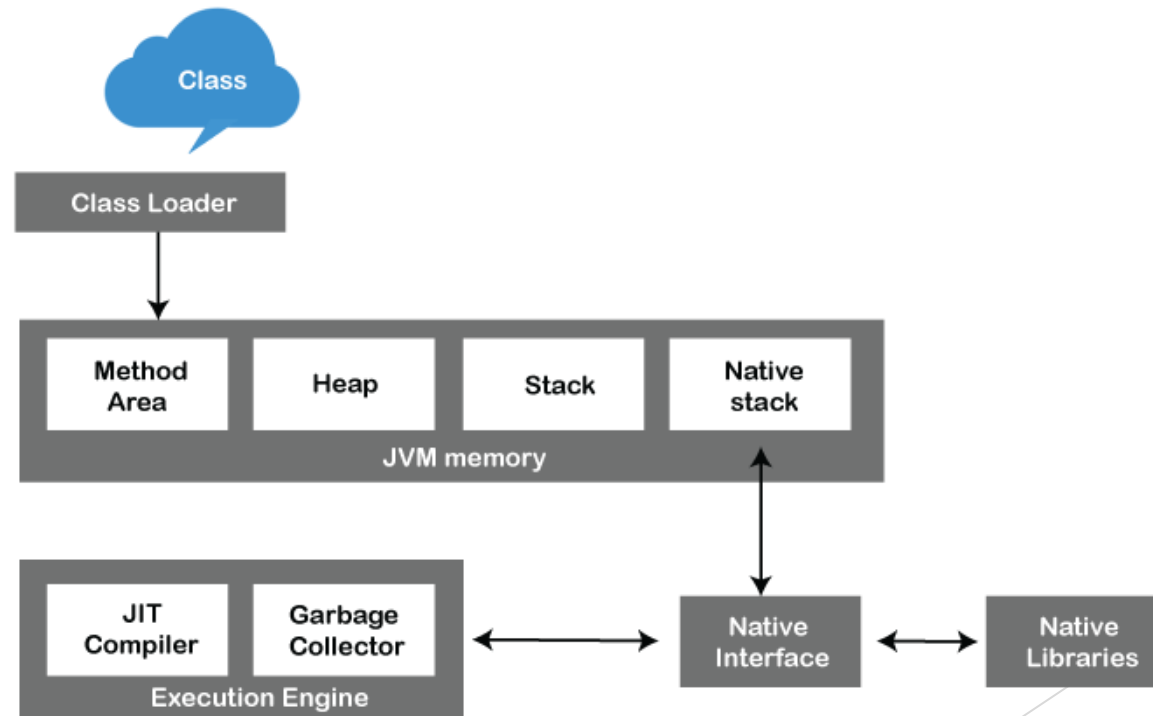 Class
Class Loader
Method
Area
Heap
Stack
Native
stack
JVM memory
JIT
Compiler
Garbage
Collector
Execution Engine
Native
Interface
Native
Libraries